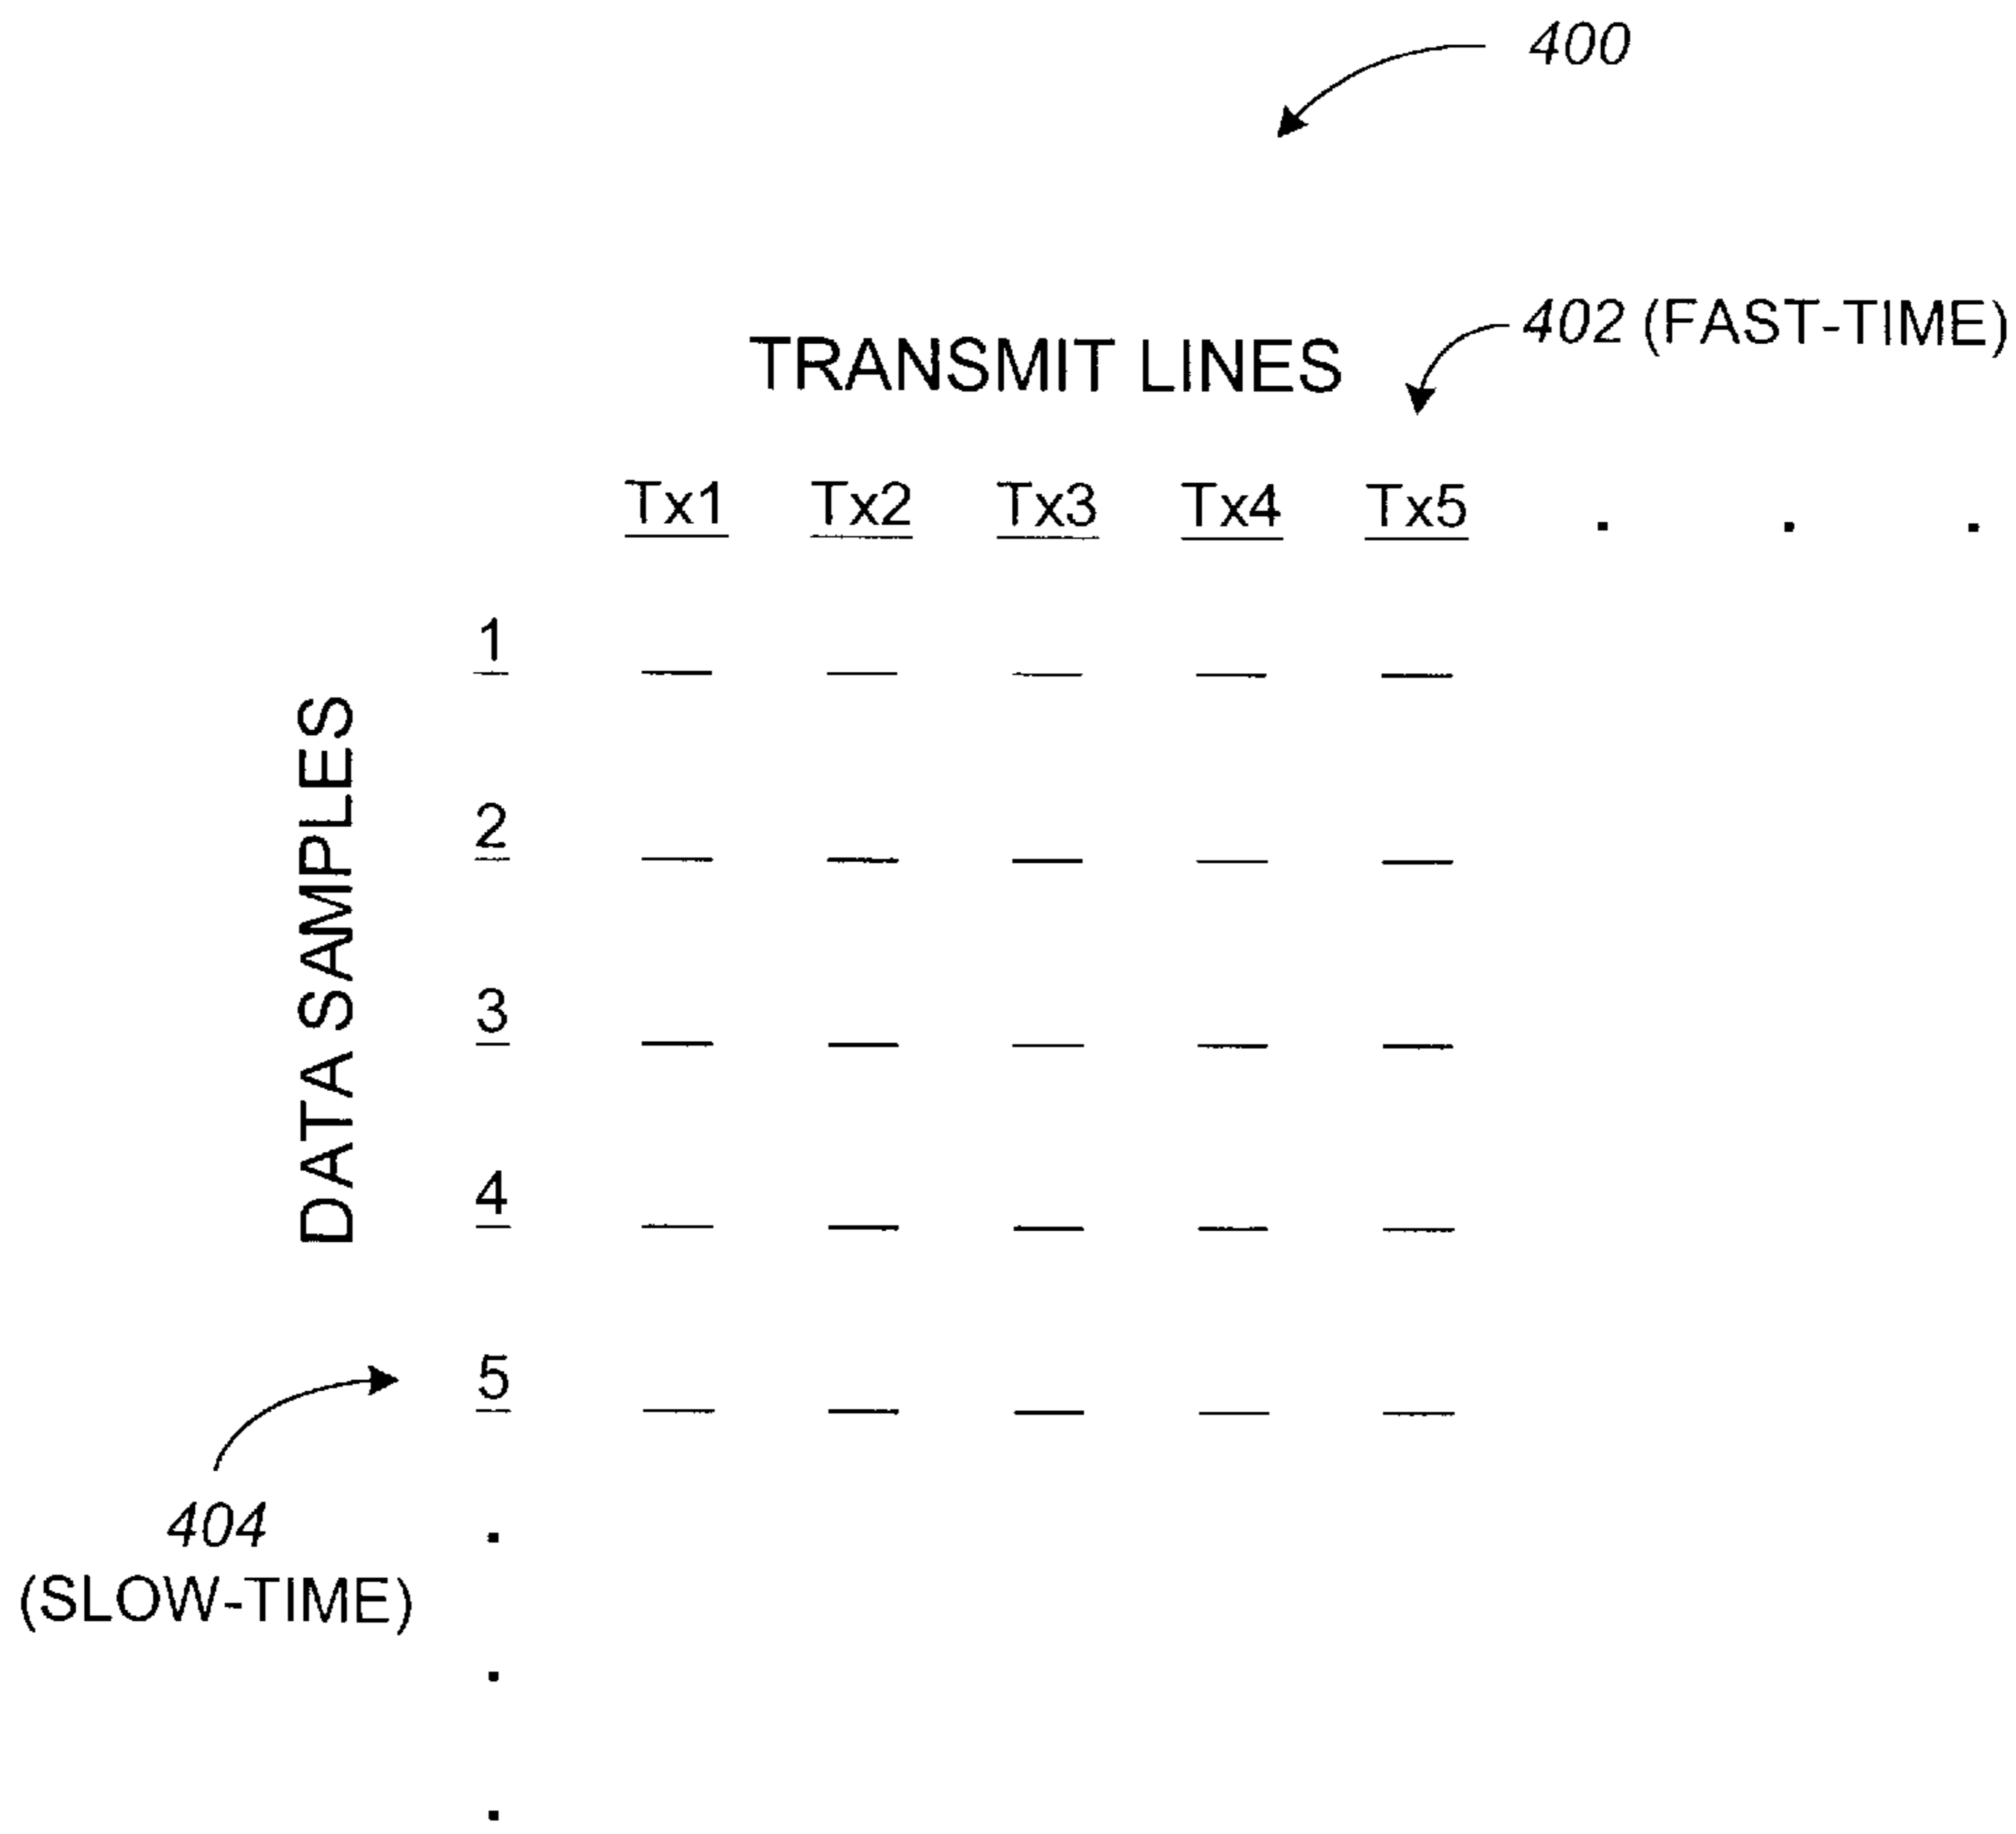 400
402 (FAST-TIME)
TRANSMIT LINES
Tx1 Tx2 Tx3 Tx4 Tx5 . . .
DATA SAMPLES
1
2
3
4
5
.
.
.
404
(SLOW-TIME)